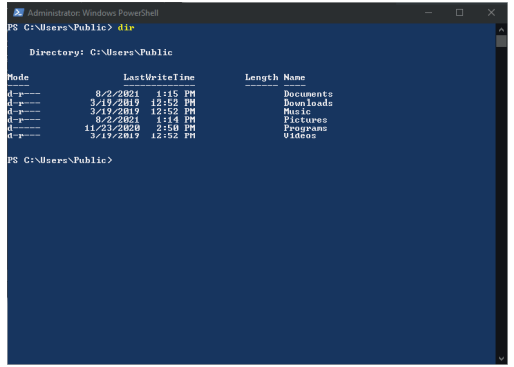 Administrator: Windows PowerShell
PS C:\Users\Public> dir
Directory: C:\Users\Public
Mode LastWriteTime Length Name
---- ------------- ------ ----
d-r--- 8/2/2021 1:15 PM Documents
d-r--- 3/19/2019 12:52 PM Downloads
d-r--- 3/19/2019 12:52 PM Music
d-r--- 8/2/2021 1:14 PM Pictures
d----- 11/23/2020 2:50 PM Programs
d-r--- 3/19/2019 12:52 PM Videos
PS C:\Users\Public>